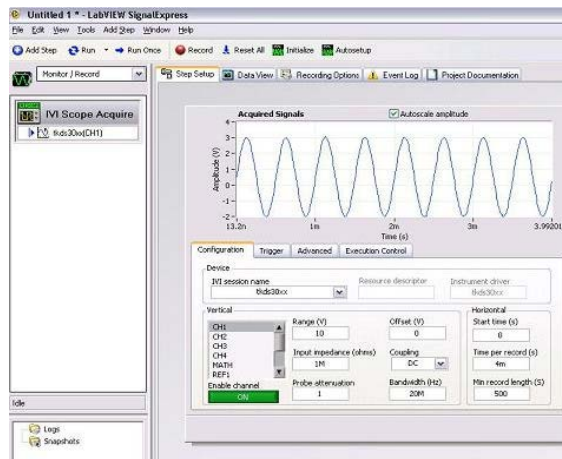 Untitled 1 * - LabVIEW SignalExpress
File Edit View Tools Add Step Window Help
Add Step Run Run Once Record Reset All Initialize Autosetup
Monitor / Record
Step Setup Data View Recording Options Event Log Project Documentation
IVI Scope Acquire
tkds30xx(CH1)
Acquired Signals
Autoscale amplitude
Amplitude (V)
4
3
2
1
0
-1
-2
13.2n 1m 2m 3m 3.99201
Time (s)
Configuration Trigger Advanced Execution Control
Device
IVI session name Resource descriptor Instrument driver
tkds30xx tkds30xx
Vertical
CH1
CH2
CH3
CH4
MATH
REF1
Enable channel
ON
Range (V)
10
Input impedance (ohms)
1M
Probe attenuation
1
Offset (V)
0
Coupling
DC
Bandwidth (Hz)
20M
Horizontal
Start time (s)
0
Time per record (s)
4m
Min record length (S)
500
Idle
Logs
Snapshots